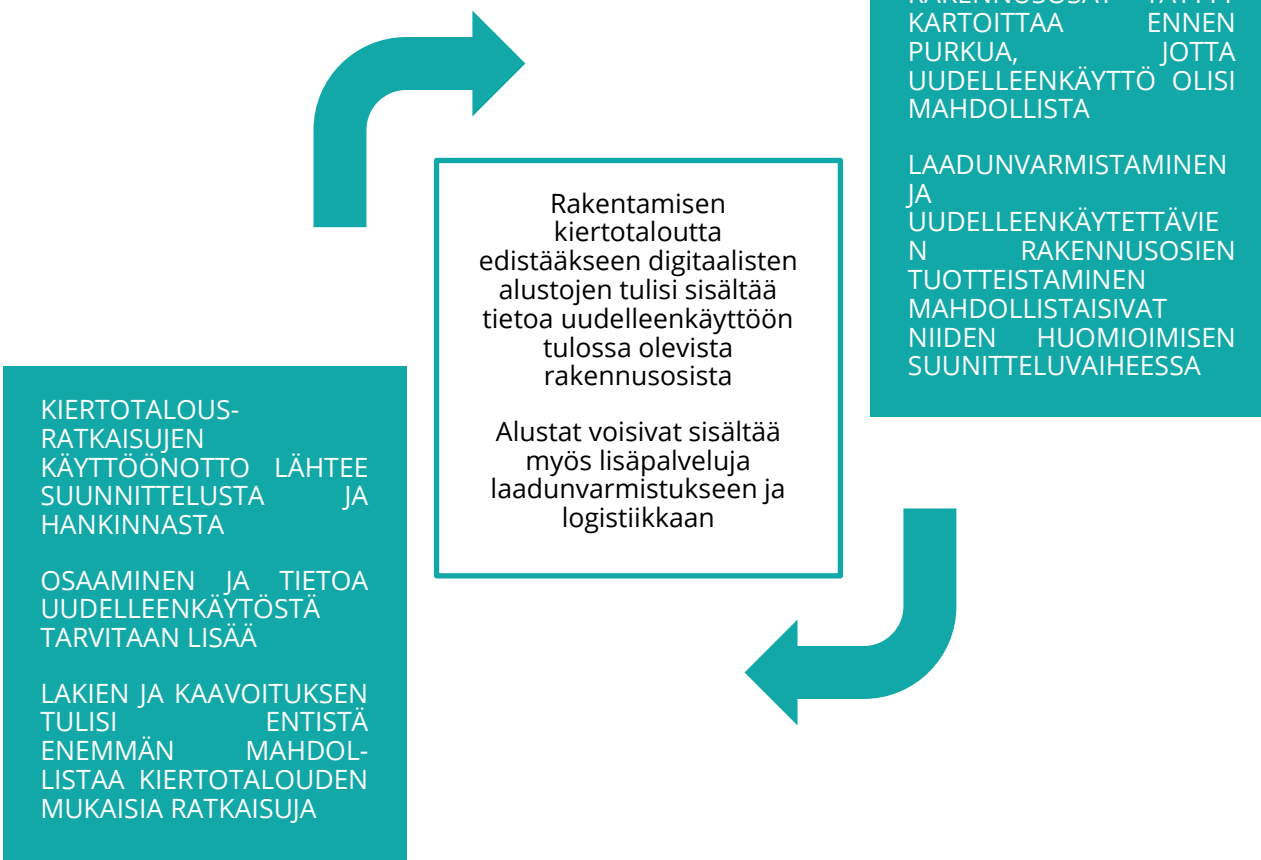 KARTOITTAA ENNEN
PURKUA, JOTTA
UUDELLEENKÄYTTÖ OLISI
MAHDOLLISTA
LAADUNVARMISTAMINEN
JA
UUDELLEENKÄYTETTÄVIE
N RAKENNUSOSIEN
TUOTTEISTAMINEN
MAHDOLLISTAISIVAT
NIIDEN HUOMIOIMISEN
SUUNITTELUVAIHEESSA
Rakentamisen
kiertotaloutta
edistääkseen digitaalisten
alustojen tulisi sisältää
tietoa uudelleenkäyttöön
tulossa olevista
rakennusosista
Alustat voisivat sisältää
myös lisäpalveluja
laadunvarmistukseen ja
logistiikkaan
KIERTOTALOUS-
RATKAISUJEN
KÄYTTÖÖNOTTO LÄHTEE
SUUNNITTELUSTA JA
HANKINNASTA
OSAAMINEN JA TIETOA
UUDELLEENKÄYTÖSTÄ
TARVITAAN LISÄÄ
LAKIEN JA KAAVOITUKSEN
TULISI ENTISTÄ
ENEMMÄN MAHDOL-
LISTAA KIERTOTALOUDEN
MUKAISIA RATKAISUJA